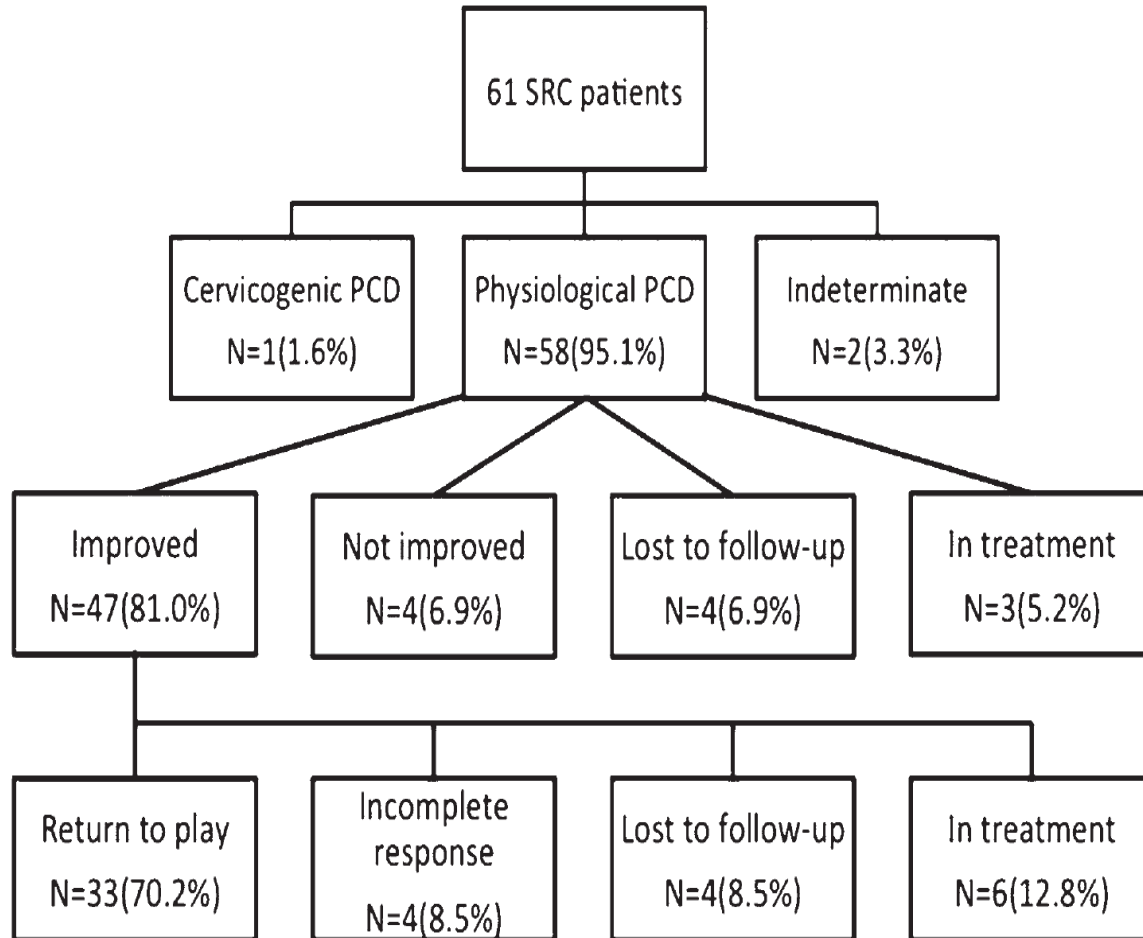 61 SRC patients
Cervicogenic PCD
N=1(1.6%)
Physiological PCD
N=58(95.1%)
Indeterminate
N=2(3.3%)
Improved
N=47(81.0%)
Not improved
N=4(6.9%)
Lost to follow-up
N=4(6.9%)
In treatment
N=3(5.2%)
Return to play
N=33(70.2%)
Incomplete
response
N=4(8.5%)
Lost to follow-up
N=4(8.5%)
In treatment
N=6(12.8%)